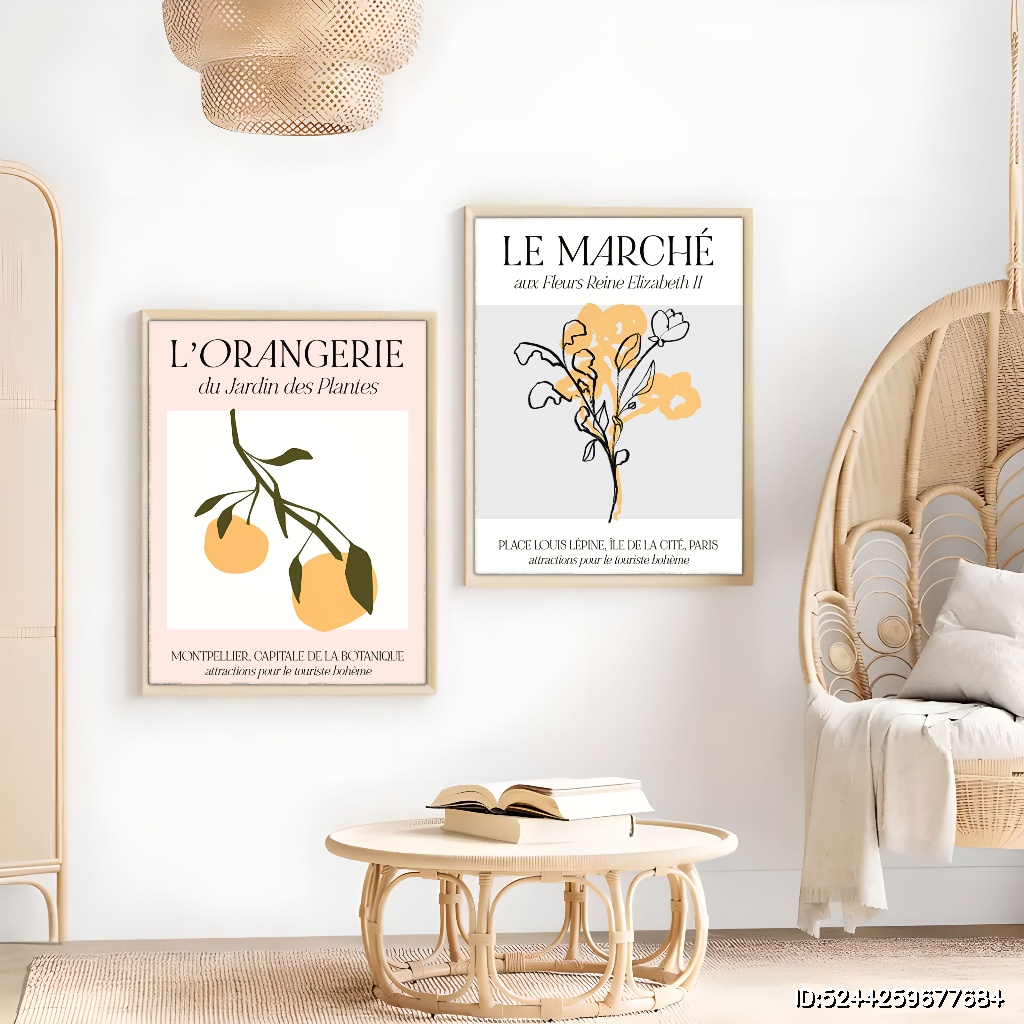 L'ORANGERIE
du Jardin des Plantes
MONTPELLIER, CAPITALE DE LA BOTANIQUE
attractions pour le touriste bohème
LE MARCHÉ
aux Fleurs Reine Elizabeth II
PLACE LOUIS LÉPINE, ÎLE DE LA CITÉ, PARIS
attractions pour le touriste bohème
ID:5244259677684